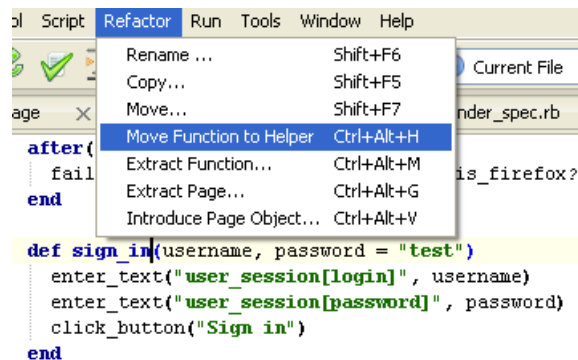 ol Script Refactor Run Tools Window Help
Rename ... Shift+F6
Current File
Copy... Shift+F5
Move... Shift+F7
age nder_spec.rb
Move Function to Helper Ctrl+Alt+H
after(
Extract Function... Ctrl+Alt+M
fail is_firefox?
Extract Page... Ctrl+Alt+G
end
Introduce Page Object... Ctrl+Alt+V
def sign_in(username, password = "test")
enter_text("user_session[login]", username)
enter_text("user_session[password]", password)
click_button("Sign in")
end